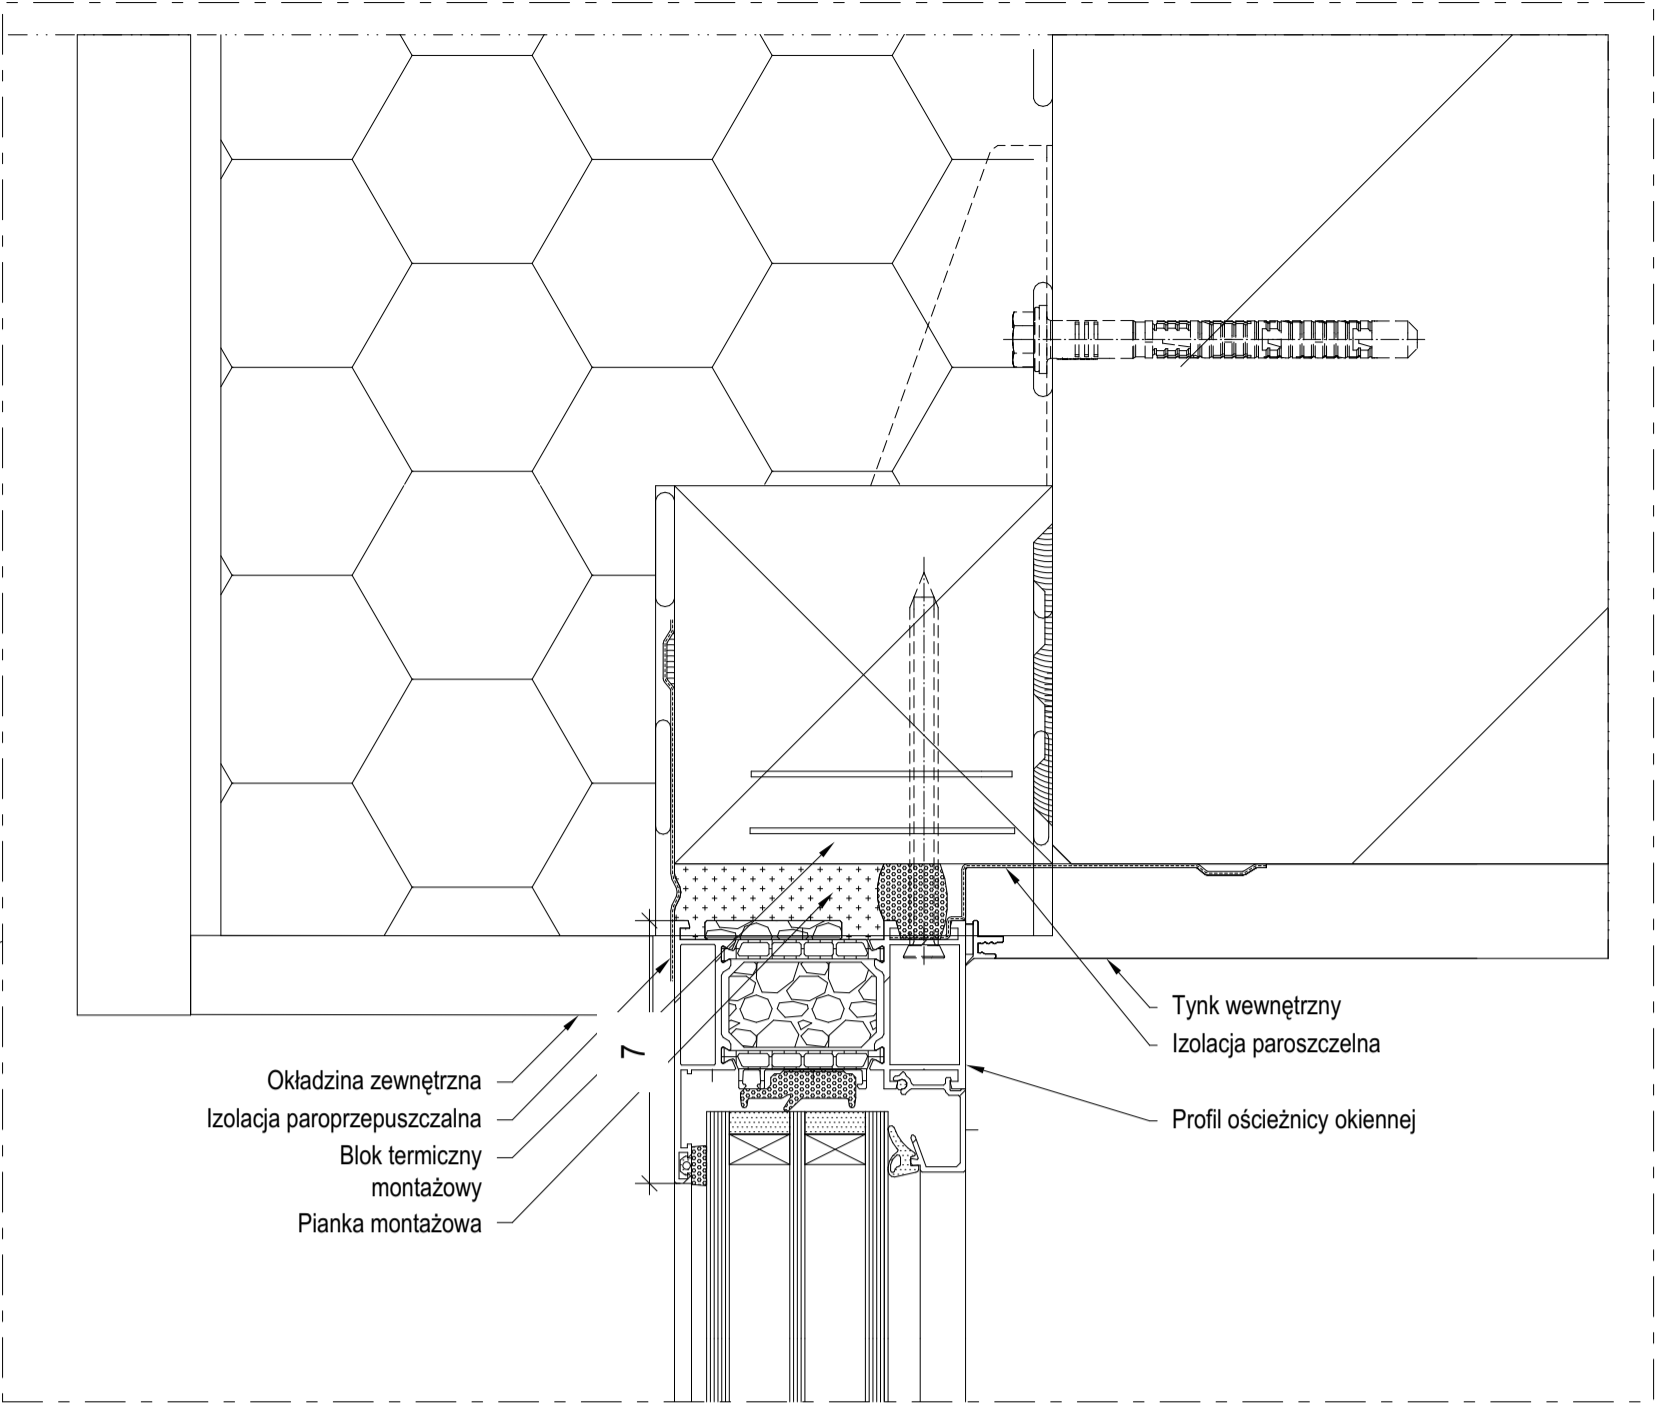 7
Okładzina zewnętrzna
Izolacja paroprzepuszczalna
Blok termiczny
montażowy
Pianka montażowa
Tynk wewnętrzny
Izolacja paroszczelna
Profil ościeżnicy okiennej